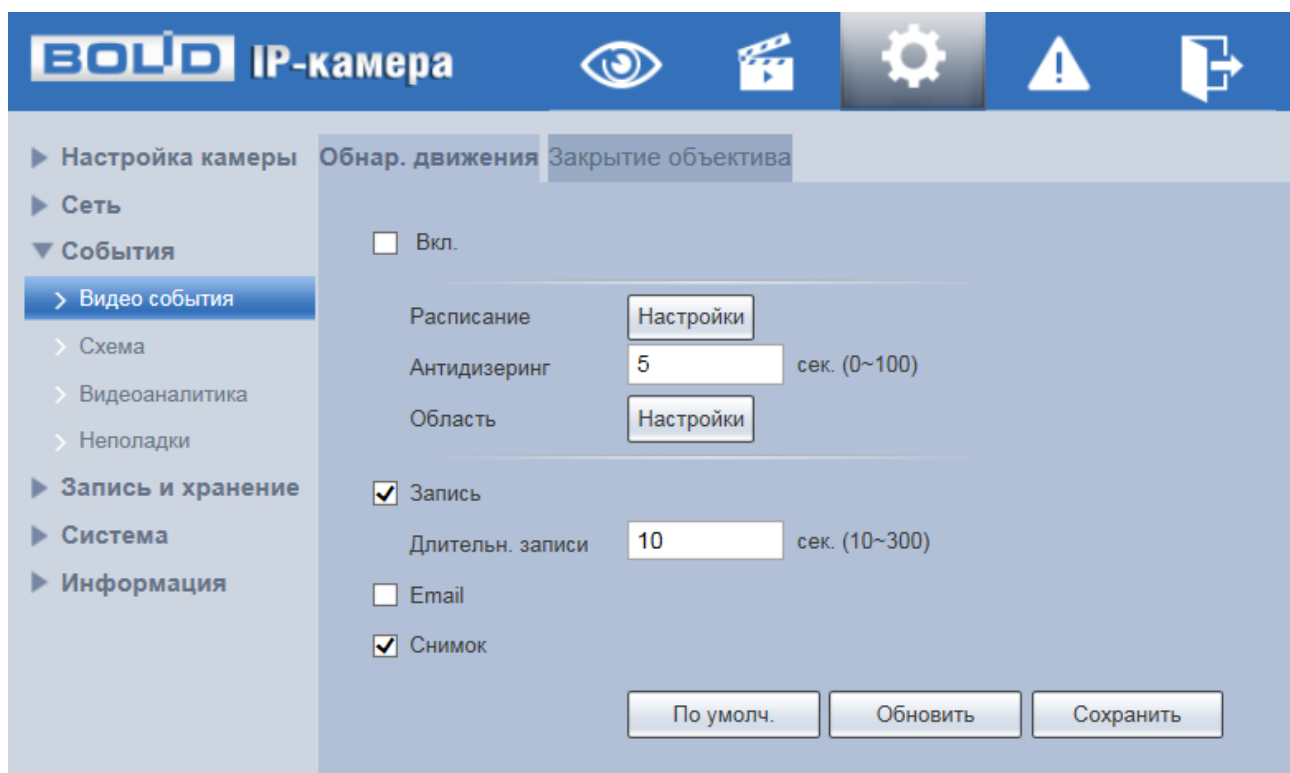 BOLID IP-камера
Настройка камеры
Сеть
События
Видео события
Схема
Видеоаналитика
Неполадки
Запись и хранение
Система
Информация
Обнар. движения Закрытие объектива
Вкл.
Расписание Настройки
Антидизеринг 5 сек. (0~100)
Область Настройки
Запись
Длительн. записи 10 сек. (10~300)
Email
Снимок
По умолч. Обновить Сохранить